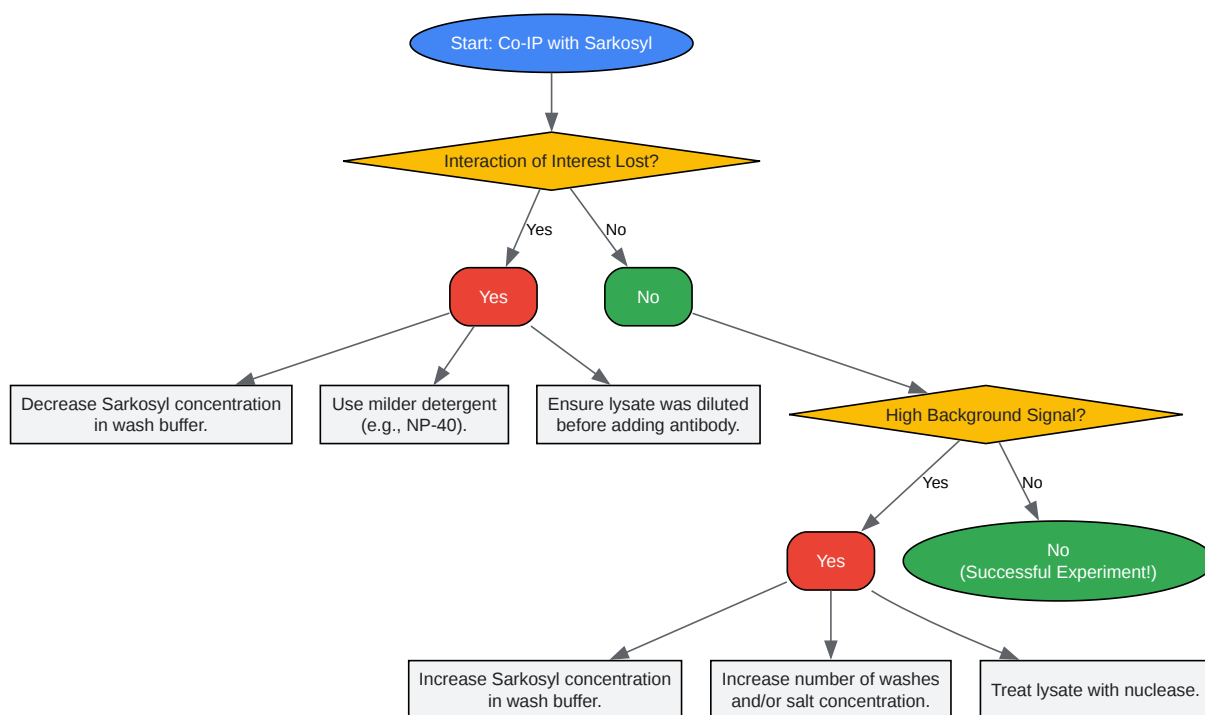 Start: Co-IP with Sarkosyl
Interaction of Interest Lost?
Yes
No
Yes
No
Decrease Sarkosyl concentration
in wash buffer.
Use milder detergent
(e.g., NP-40).
Ensure lysate was diluted
before adding antibody.
High Background Signal?
Yes
No
Yes
No
(Successful Experiment!)
Increase Sarkosyl concentration
in wash buffer.
Increase number of washes
and/or salt concentration.
Treat lysate with nuclease.